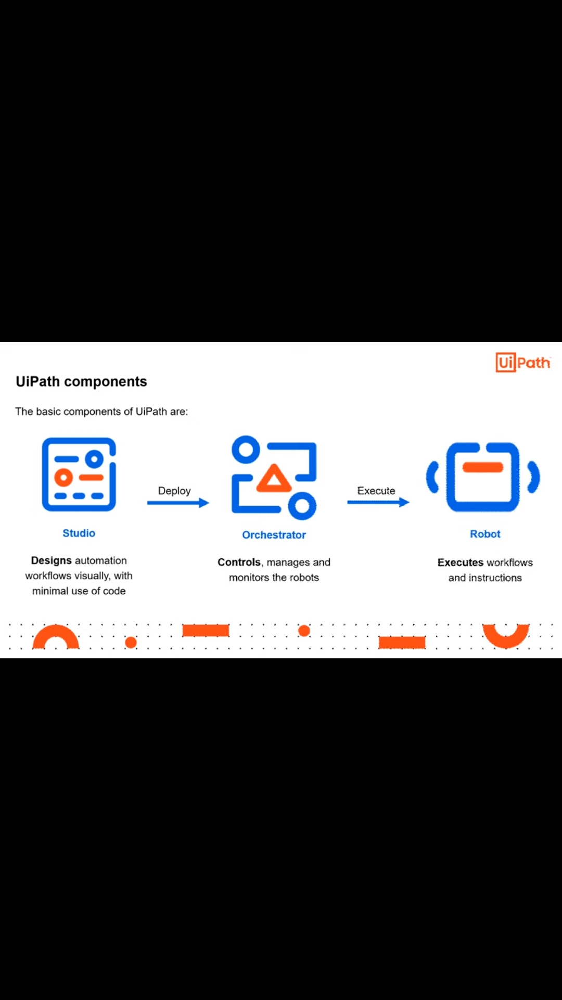 UiPath
UiPath components
The basic components of UiPath are:
Deploy
Execute
Studio
Orchestrator
Robot
Designs automation
workflows visually, with
minimal use of code
Controls, manages and
monitors the robots
Executes workflows
and instructions